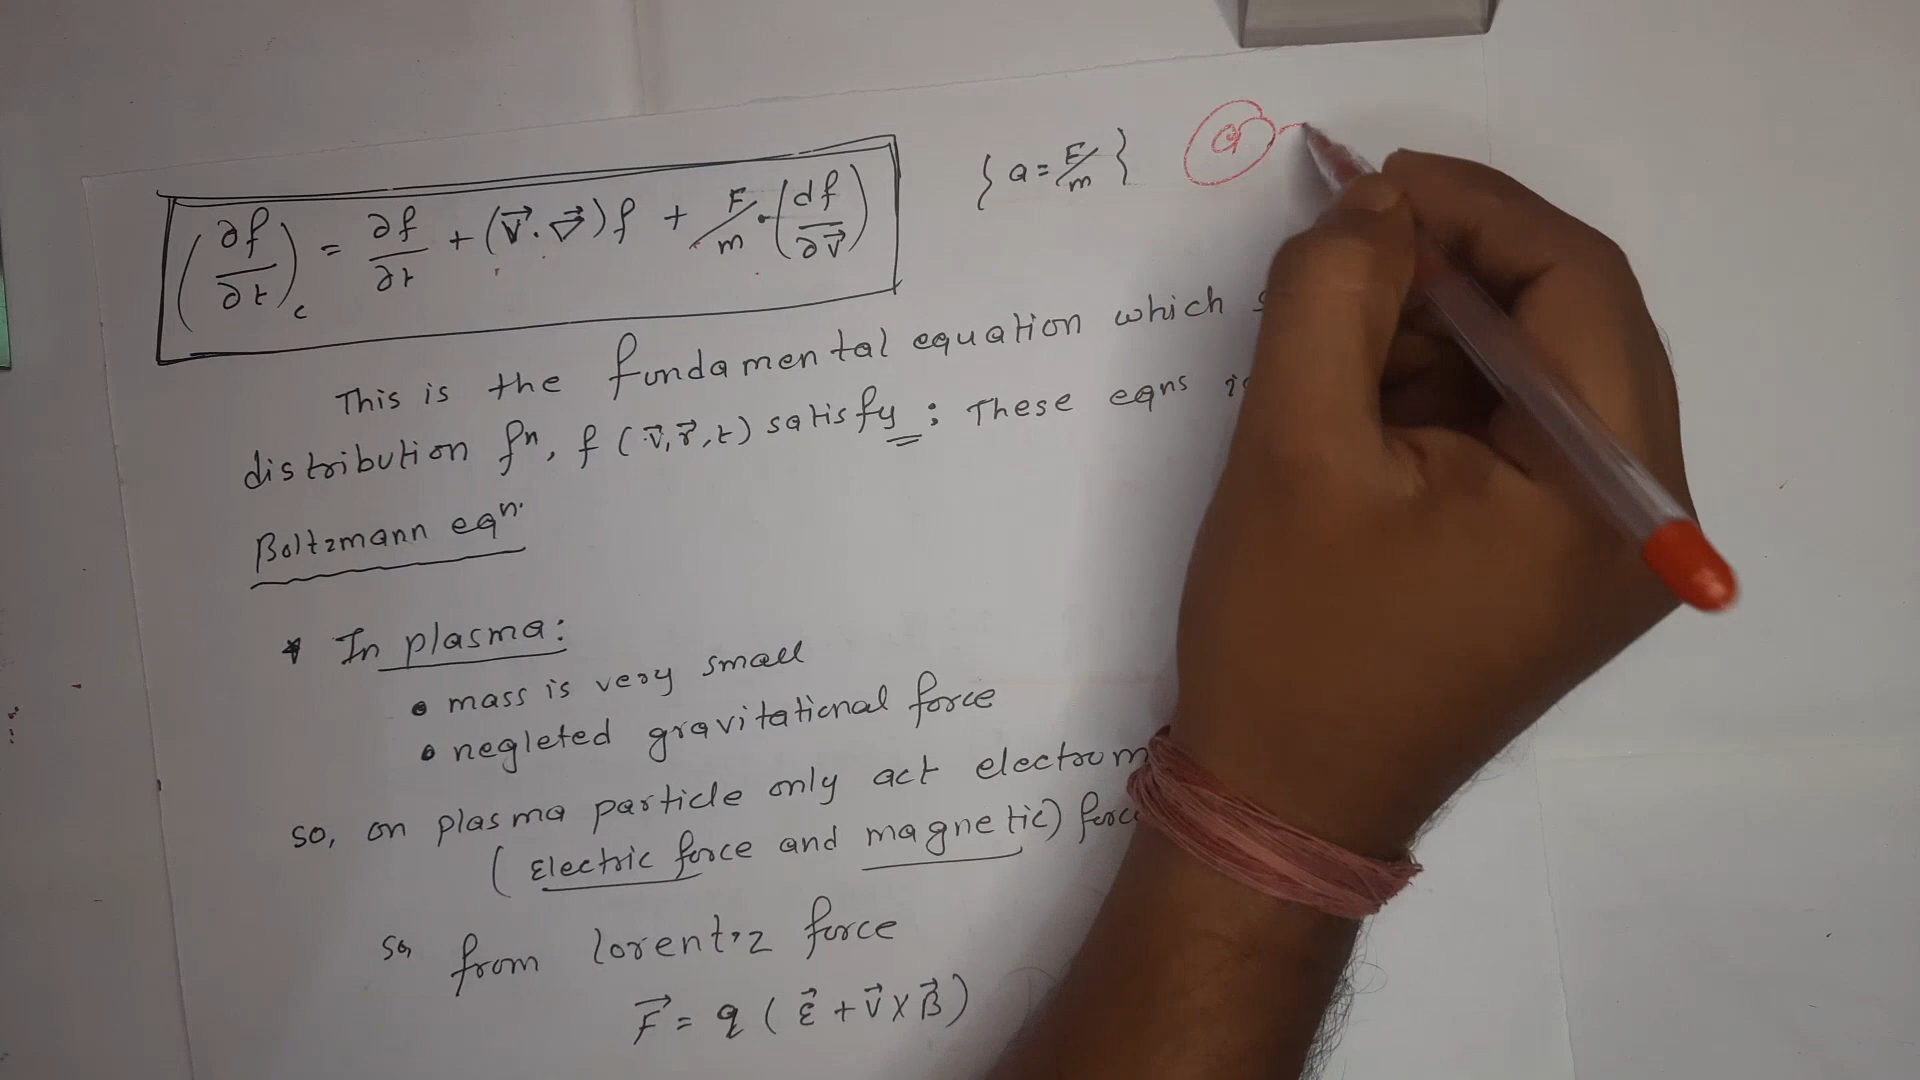 (∂f/∂t)c = ∂f/∂t + (v⃗.∇⃗)f + F/m . (df/∂v⃗) { a = F/m } a
This is the fundamental equation which
distribution fⁿ, f (v⃗, r⃗, t) satisfy ; These eqns
Boltzmann eqⁿ.
* In plasma:
• mass is very small
• negleted gravitational force
so, on plasma particle only act electrom
( Electric force and magnetic) forc
so, from lorentz force
F⃗ = q ( ε⃗ + v⃗ x B⃗ )